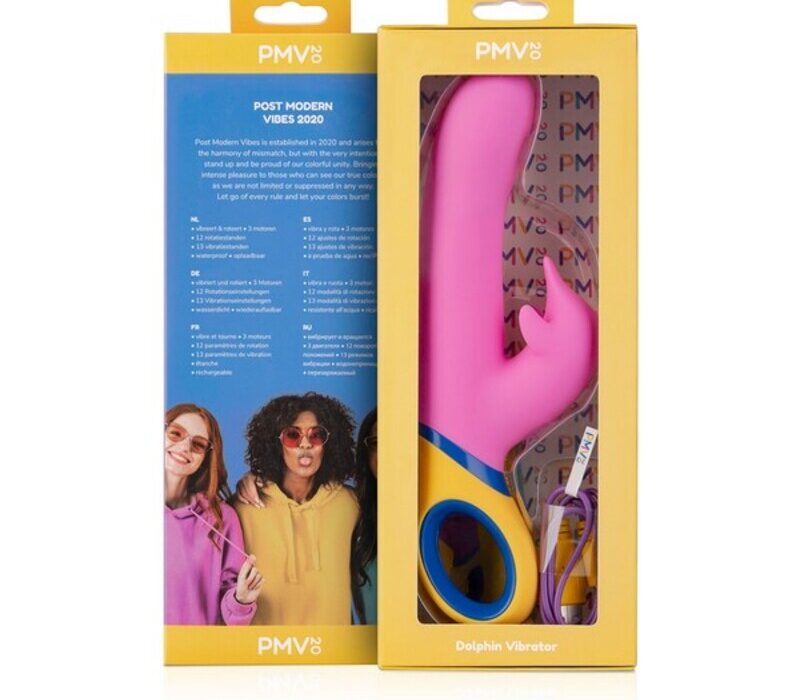 PMV20
POST MODERN
VIBES 2020
Post Modern Vibes is established in 2020 and arises
the harmony of mismatch, but with the very intention
stand up and be proud of our colorful unity. Bringing
intense pleasure to those who can see our true
as we are not limited or suppressed in any way.
Let go of every rule and let your colors burst!
NL
• vibreert & roteert • 3 motoren
• 12 rotatiestanden
• 13 vibratiestanden
• waterproof • oplaadbaar
DE
• vibriert und rotiert • 3 Motoren
• 12 Rotationseinstellungen
• 13 Vibrationseinstellungen
• wasserdicht • wiederaufladbar
FR
• vibre et tourne • 3 moteurs
• 12 paramètres de rotation
• 13 paramètres de vibration
• étanche
• rechargeable
ES
• vibra y rota • 3 motores
• 12 ajustes de rotación
• 13 ajustes de vibración
• a prueba de agua
IT
• vibra e ruota • 3 motori
• 12 modalità di rotazione
• 13 modalità di vibrazione
• resistente all'acqua
RU
• вибрирует и вращается
• 3 двигателя • 12
положений • 13 режимов
вибрации
• перезаряжаемый
PMV20
PMV20
PMV20
Dolphin Vibrator